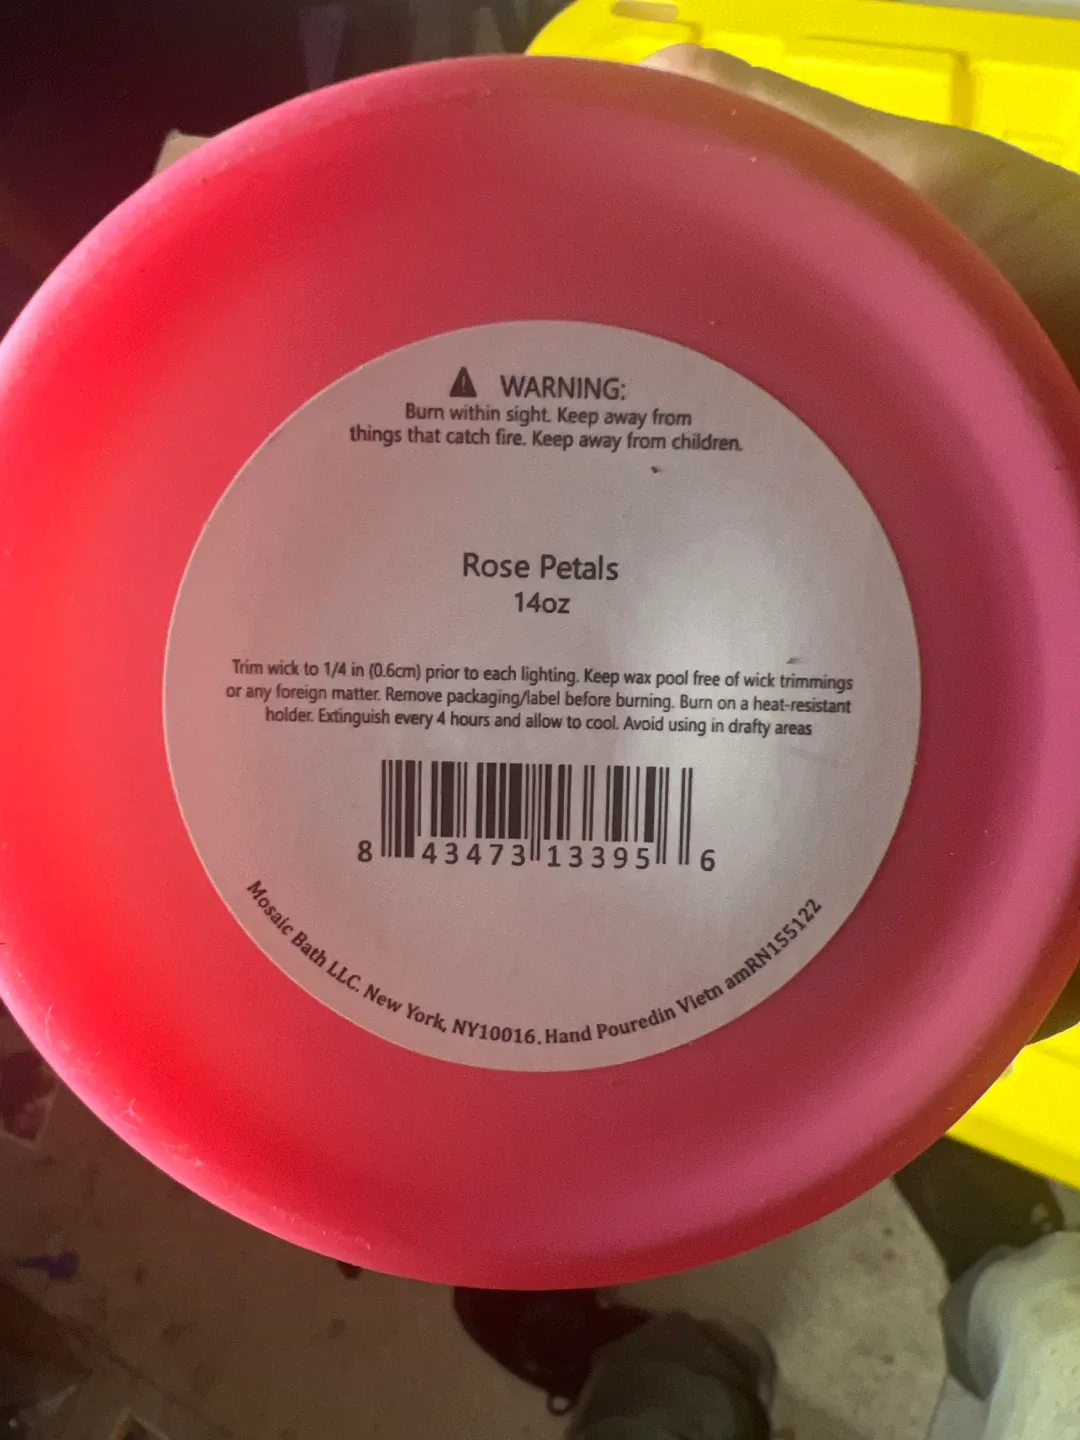 WARNING:
Burn within sight. Keep away from
things that catch fire. Keep away from children.
Rose Petals
14oz
Trim wick to 1/4 in (0.6cm) prior to each lighting. Keep wax pool free of wick trimmings
or any foreign matter. Remove packaging/label before burning. Burn on a heat-resistant
holder. Extinguish every 4 hours and allow to cool. Avoid using in drafty areas
8 43473 13395 6
Mosaic Bath LLC. New York, NY10016. Hand Pouredin Vietn amRN155122